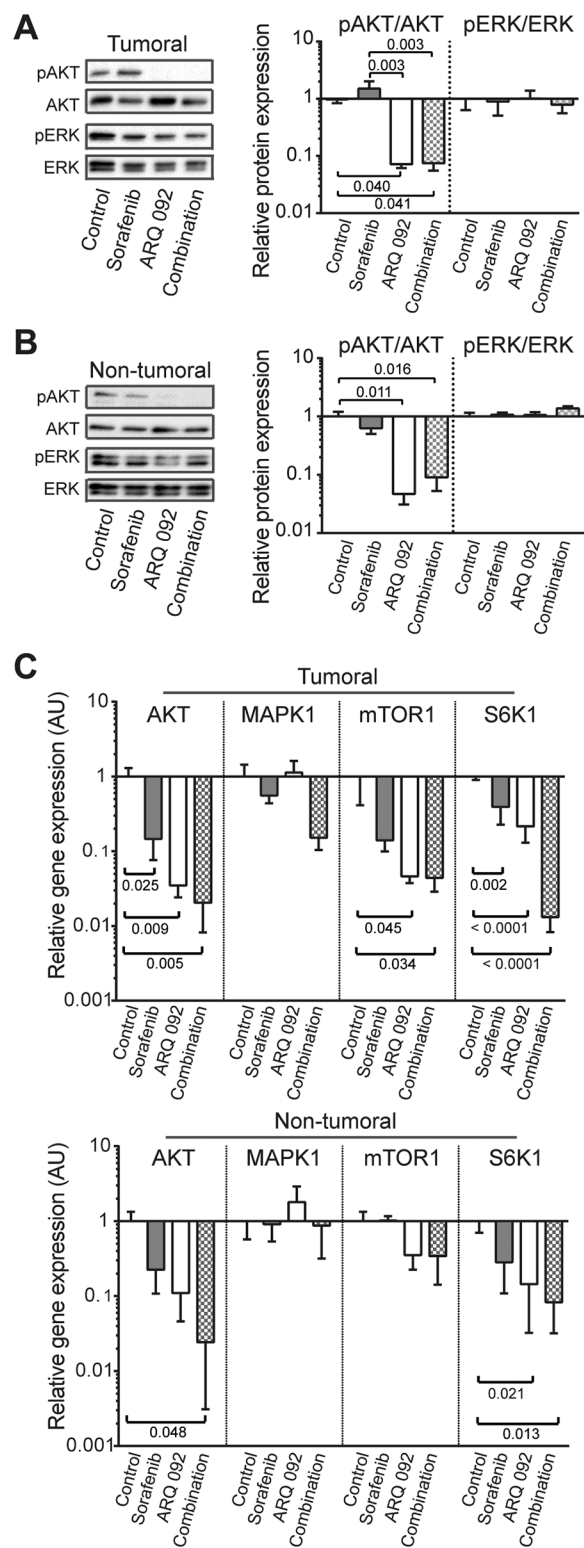 A
Tumoral
pAKT
AKT
pERK
ERK
Control
Sorafenib
ARQ 092
Combination
Relative protein expression
pAKT/AKT
pERK/ERK
10
1
0.1
0.01
0.003
0.003
0.040
0.041
Control
Sorafenib
ARQ 092
Combination
Control
Sorafenib
ARQ 092
Combination
B
Non-tumoral
pAKT
AKT
pERK
ERK
Control
Sorafenib
ARQ 092
Combination
Relative protein expression
pAKT/AKT
pERK/ERK
10
1
0.1
0.01
0.016
0.011
Control
Sorafenib
ARQ 092
Combination
Control
Sorafenib
ARQ 092
Combination
C
Tumoral
Relative gene expression (AU)
AKT
MAPK1
mTOR1
S6K1
10
1
0.1
0.01
0.001
0.025
0.009
0.005
0.045
0.034
0.002
< 0.0001
< 0.0001
Control
Sorafenib
ARQ 092
Combination
Control
Sorafenib
ARQ 092
Combination
Control
Sorafenib
ARQ 092
Combination
Control
Sorafenib
ARQ 092
Combination
Non-tumoral
Relative gene expression (AU)
AKT
MAPK1
mTOR1
S6K1
10
1
0.1
0.01
0.001
0.048
0.021
0.013
Control
Sorafenib
ARQ 092
Combination
Control
Sorafenib
ARQ 092
Combination
Control
Sorafenib
ARQ 092
Combination
Control
Sorafenib
ARQ 092
Combination